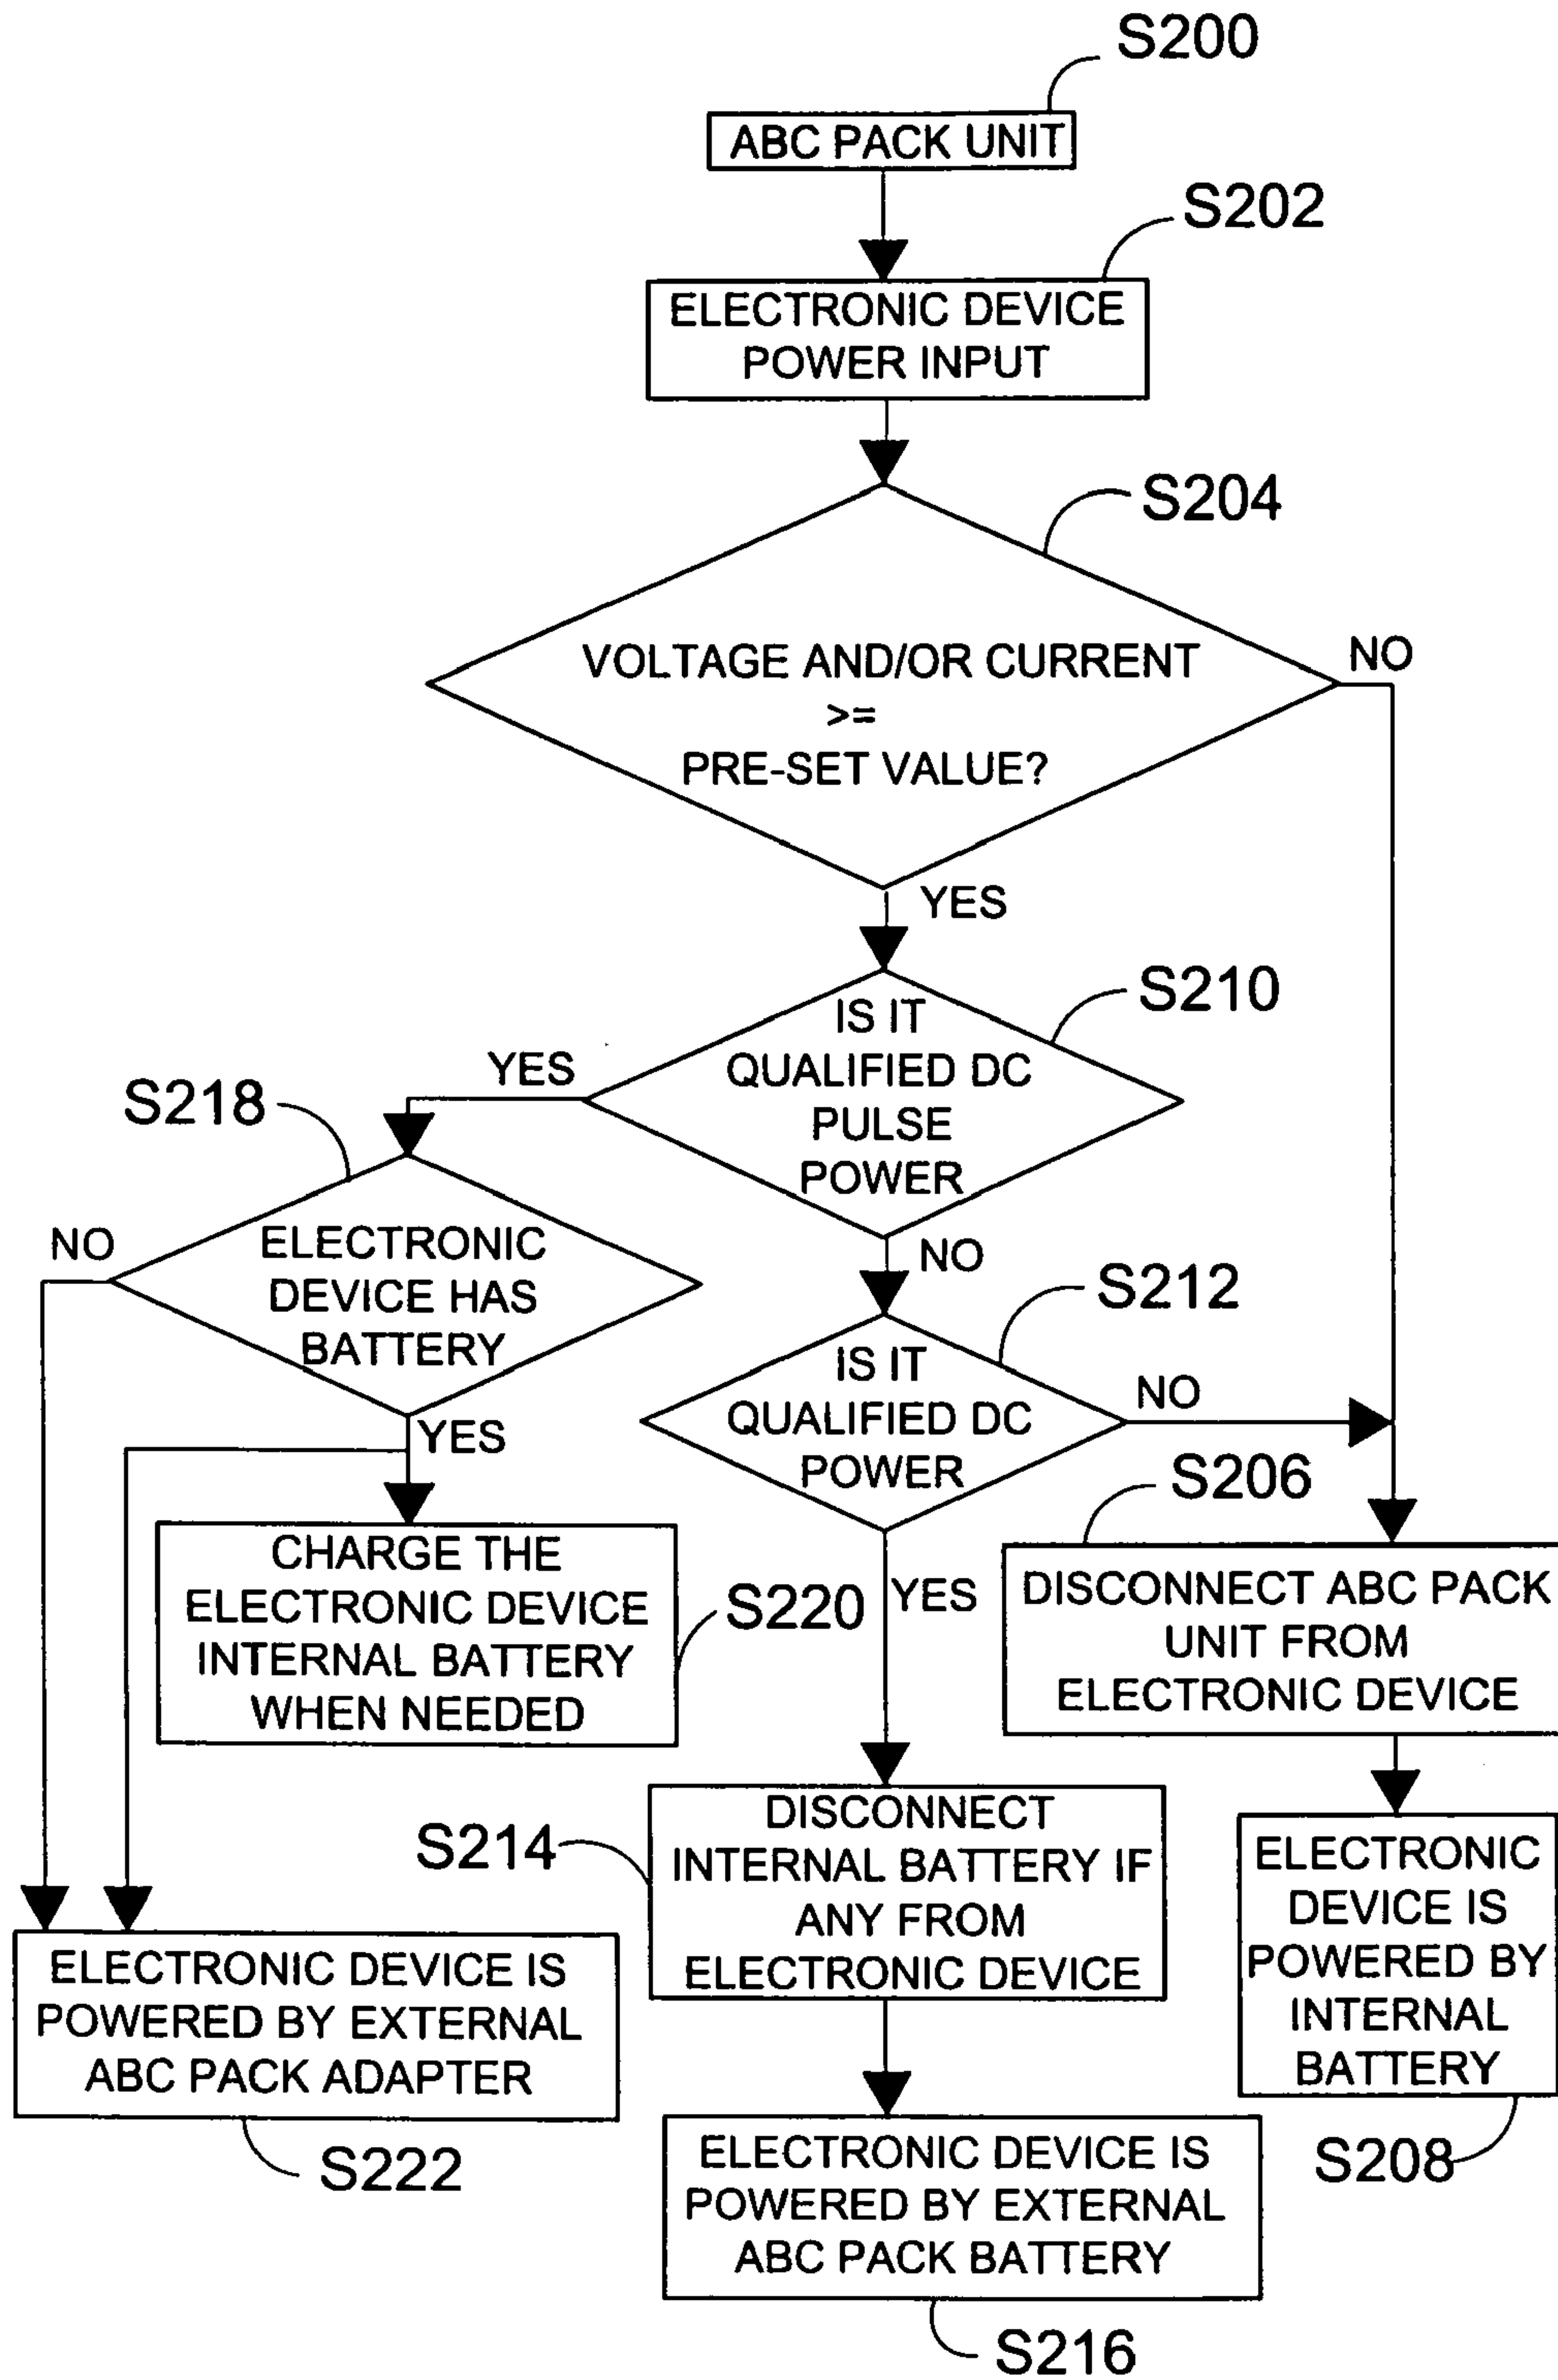 S200
ABC PACK UNIT
S202
ELECTRONIC DEVICE
POWER INPUT
S204
VOLTAGE AND/OR CURRENT
>=
PRE-SET VALUE?
NO
YES
S210
IS IT
QUALIFIED DC
PULSE
POWER
YES
NO
S218
ELECTRONIC
DEVICE HAS
BATTERY
NO
YES
S212
IS IT
QUALIFIED DC
POWER
NO
YES
S206
DISCONNECT ABC PACK
UNIT FROM
ELECTRONIC DEVICE
CHARGE THE
ELECTRONIC DEVICE
INTERNAL BATTERY
WHEN NEEDED
S220
S214
DISCONNECT
INTERNAL BATTERY IF
ANY FROM
ELECTRONIC DEVICE
ELECTRONIC
DEVICE IS
POWERED BY
INTERNAL
BATTERY
S208
ELECTRONIC DEVICE IS
POWERED BY EXTERNAL
ABC PACK ADAPTER
S222
ELECTRONIC DEVICE IS
POWERED BY EXTERNAL
ABC PACK BATTERY
S216